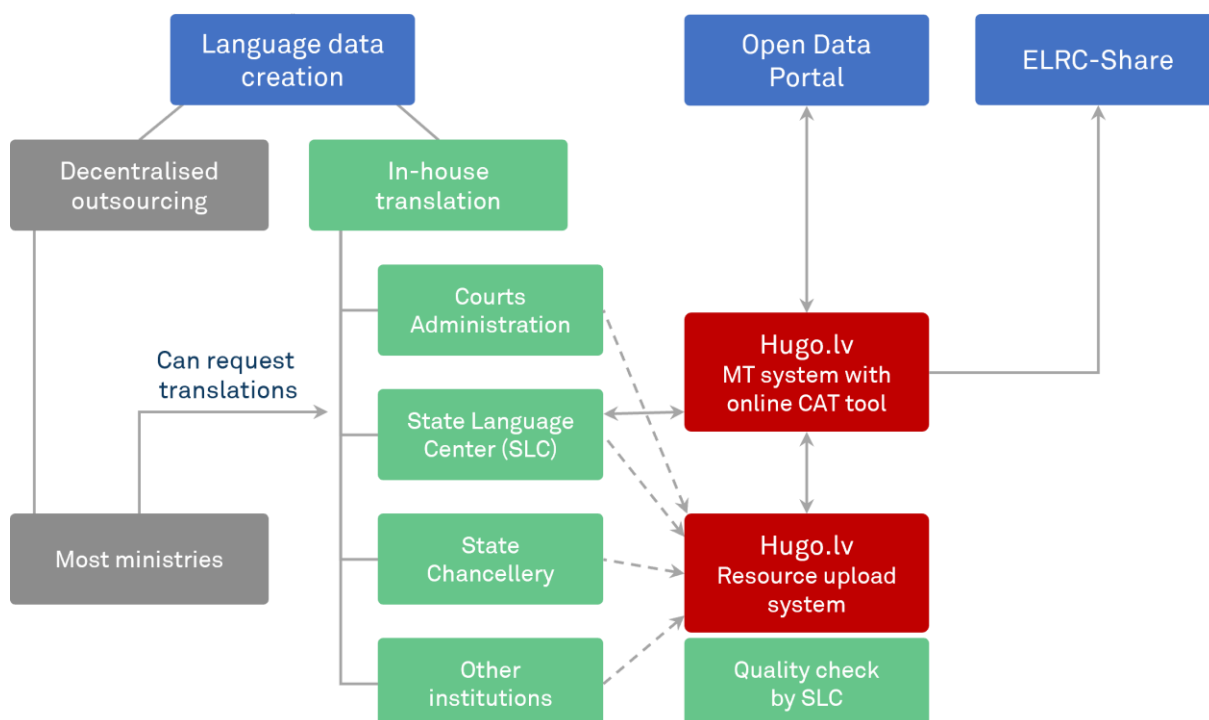 Language data
creation
Open Data
Portal
ELRC-Share
Decentralised
outsourcing
In-house
translation
Courts
Administration
Can request
translations
Hugo.lv
MT system with
online CAT tool
State Language
Center (SLC)
Most ministries
State
Chancellery
Hugo.lv
Resource upload
system
Other
institutions
Quality check
by SLC